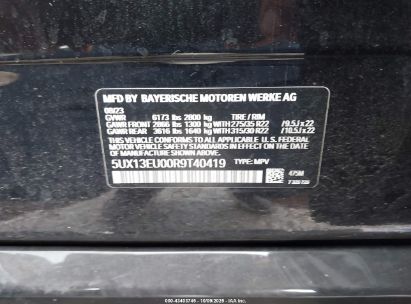 MFD BY BAYERISCHE MOTOREN WERKE AG
08/23
GVWR 6173 lbs 2800 kg TIRE / RIM
GAWR FRONT 2866 lbs 1300 kg WITH 275/35 R22 /9.5J x 22
GAWR REAR 3616 lbs 1640 kg WITH 315/30 R22 /10.5J x 22
THIS VEHICLE CONFORMS TO ALL APPLICABLE U.S. FEDERAL
MOTOR VEHICLE SAFETY STANDARDS IN EFFECT ON THE
DATE OF MANUFACTURE SHOWN ABOVE.
5UX13EU00R9T40419 TYPE: MPV
475M